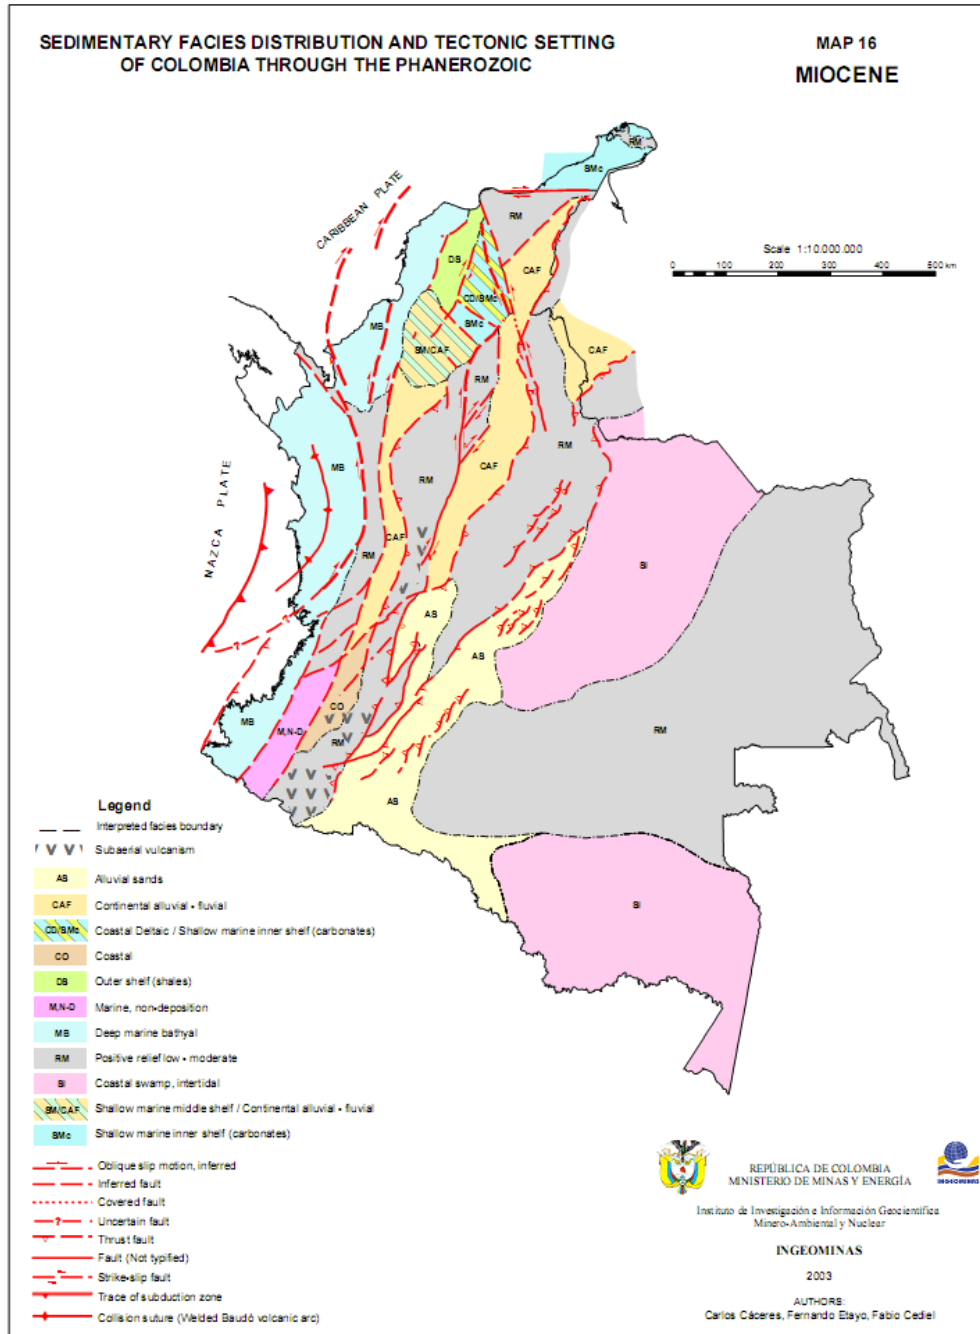 SEDIMENTARY FACIES DISTRIBUTION AND TECTONIC SETTING
OF COLOMBIA THROUGH THE PHANEROZOIC
MAP 16
MIOCENE
RM
SMc
CARIBBEAN PLATE
RM
DS
CAF
CD/SMc
SMc
MB
SM/CAF
CAF
RM
Scale 1:10.000.000
0 100 200 300 400 500 km
NAZCA PLATE
MB
RM
CAF
RM
RM
CAF
SI
AS
AS
RM
CO
MB
M,N-D
RM
AS
SI
Legend
Interpreted facies boundary
Subaerial vulcanism
AS Alluvial sands
CAF Continental alluvial - fluvial
CD/SMc Coastal Deltaic / Shallow marine inner shelf (carbonates)
CO Coastal
DS Outer shelf (shales)
M,N-D Marine, non-deposition
MB Deep marine bathyal
RM Positive relief low - moderate
SI Coastal swamp, intertidal
SM/CAF Shallow marine middle shelf / Continental alluvial - fluvial
SMc Shallow marine inner shelf (carbonates)
Oblique slip motion, inferred
Inferred fault
Covered fault
? Uncertain fault
Thrust fault
Fault (Not typified)
Strike-slip fault
Trace of subduction zone
Collision suture (Welded Baudó volcanic arc)
REPÚBLICA DE COLOMBIA
MINISTERIO DE MINAS Y ENERGÍA
INGEOMINAS
Instituto de Investigación e Información Geocientífica
Minero-Ambiental y Nuclear
INGEOMINAS
2003
AUTHORS:
Carlos Cáceres, Fernando Etayo, Fabio Cediel